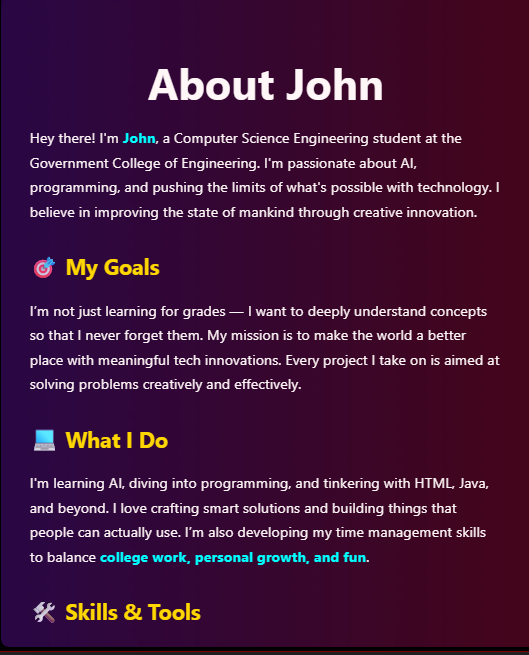 About John
Hey there! I'm John, a Computer Science Engineering student at the
Government College of Engineering. I'm passionate about AI,
programming, and pushing the limits of what's possible with technology. I
believe in improving the state of mankind through creative innovation.
🎯 My Goals
I’m not just learning for grades — I want to deeply understand concepts
so that I never forget them. My mission is to make the world a better
place with meaningful tech innovations. Every project I take on is aimed at
solving problems creatively and effectively.
💻 What I Do
I'm learning AI, diving into programming, and tinkering with HTML, Java,
and beyond. I love crafting smart solutions and building things that
people can actually use. I’m also developing my time management skills
to balance college work, personal growth, and fun.
🛠 Skills & Tools